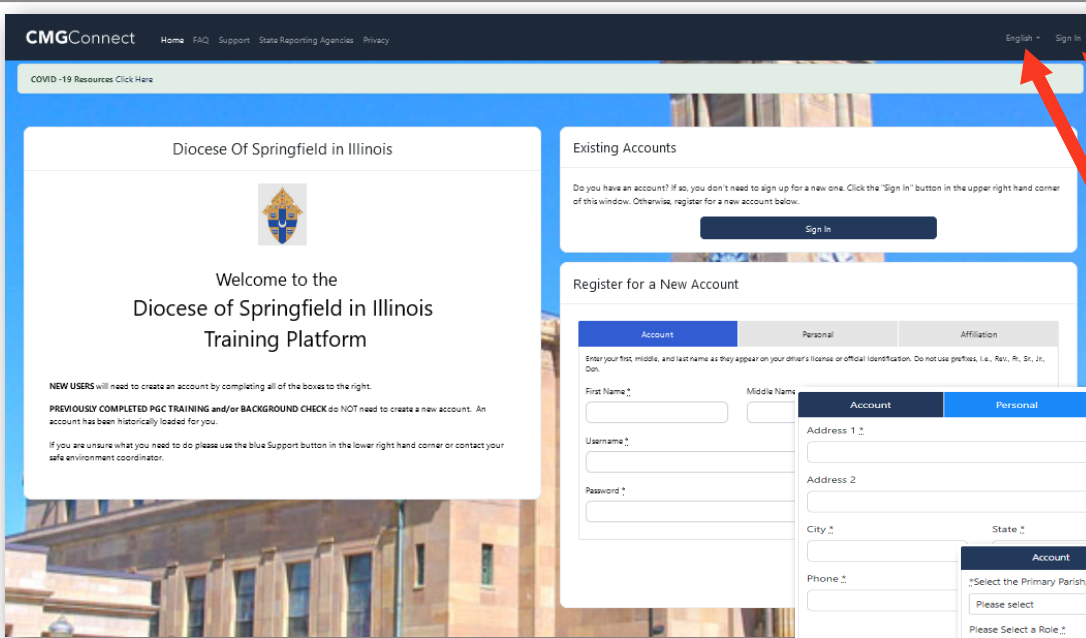 CMGConnect Home FAQ Support State Reporting Agencies Privacy English Sign In
COVID -19 Resources Click Here
Diocese Of Springfield in Illinois
Welcome to the
Diocese of Springfield in Illinois
Training Platform
NEW USERS will need to create an account by completing all of the boxes to the right.
PREVIOUSLY COMPLETED PGC TRAINING and/or BACKGROUND CHECK do NOT need to create a new account. An
account has been historically loaded for you.
If you are unsure what you need to do please use the blue Support button in the lower right hand corner or contact your
safe environment coordinator.
Existing Accounts
Do you have an account? If so, you don't need to sign up for a new one. Click the "Sign In" button in the upper right hand corner
of this window. Otherwise, register for a new account below.
Sign In
Register for a New Account
Account Personal Affiliation
Enter your first, middle, and last name as they appear on your driver's license or official identification. Do not use prefixes, i.e., Rev., Fr., Sr., Jr.,
Don.
First Name * Middle Name
Username *
Password *
Account Personal
Address 1 *
Address 2
City * State *
Phone *
Account
*Select the Primary Parish
Please select
Please Select a Role *